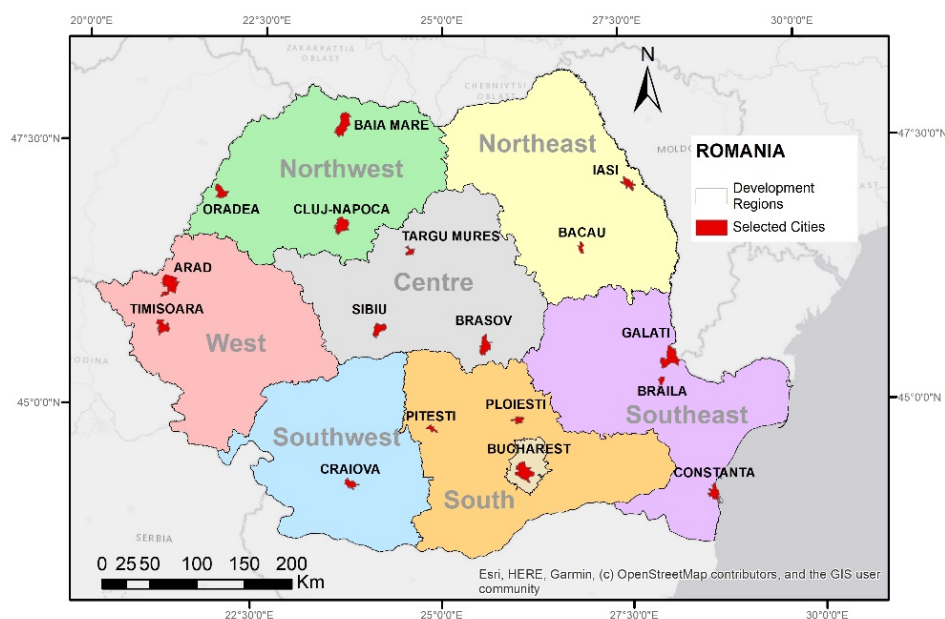 20°0'0"E 22°30'0"E 25°0'0"E 27°30'0"E 30°0'0"E
ZAKARPATTIA
OBLAST
CHERNIVTSI
OBLAST
N
47°30'0"N
47°30'0"N
BAIA MARE
Northwest
Northeast
MOLDO
ROMANIA
Development
Regions
Selected Cities
IASI
ORADEA
CLUJ-NAPOCA
TARGU MURES
BACAU
ARAD
Centre
TIMISOARA
SIBIU
BRASOV
GALATI
West
ODINA
BRAILA
45°0'0"N
45°0'0"N
Southeast
PITESTI
PLOIESTI
Southwest
BUCHAREST
CRAIOVA
CONSTANTA
South
SERBIA
0 25 50 100 150 200
Km
Esri, HERE, Garmin, (c) OpenStreetMap contributors, and the GIS user
community
22°30'0"E 25°0'0"E 27°30'0"E 30°0'0"E